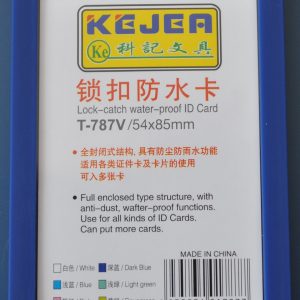 KEJEA
Ke
科記文具
锁扣防水卡
Lock-catch water-proof ID Card
T-787V/54x85mm
• 全封闭式结构,具有防尘防雨水功能
适用各类证件卡及卡片的使用
可入多张卡
• Full enclosed type structure, with
anti-dust, wafter-proof functions.
Use for all kinds of ID Cards.
Can put more cards.
MADE IN CHINA
白色/White
深蓝/Dark Blue
浅蓝/Blue
浅绿/Light green